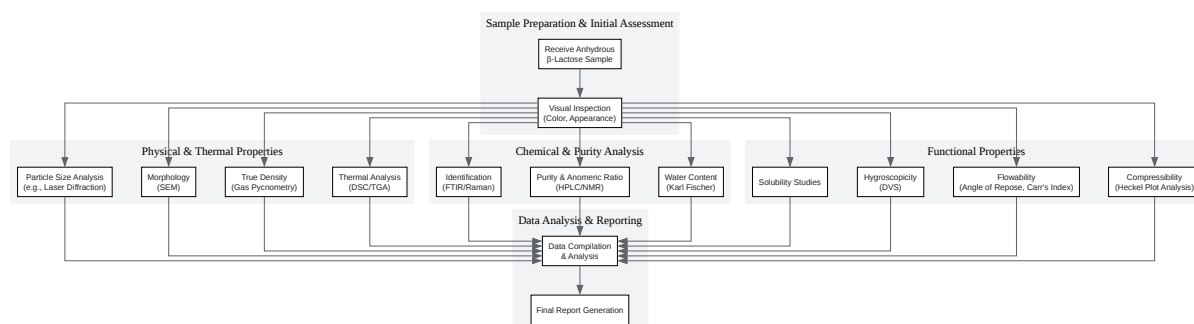 Sample Preparation & Initial Assessment
Receive Anhydrous
β-Lactose Sample
Visual Inspection
(Color, Appearance)
Physical & Thermal Properties
Particle Size Analysis
(e.g., Laser Diffraction)
Morphology
(SEM)
True Density
(Gas Pycnometry)
Thermal Analysis
(DSC/TGA)
Chemical & Purity Analysis
Identification
(FTIR/Raman)
Purity & Anomeric Ratio
(HPLC/NMR)
Water Content
(Karl Fischer)
Functional Properties
Solubility Studies
Hygroscopicity
(DVS)
Flowability
(Angle of Repose, Carr's Index)
Compressibility
(Heckel Plot Analysis)
Data Analysis & Reporting
Data Compilation
& Analysis
Final Report Generation